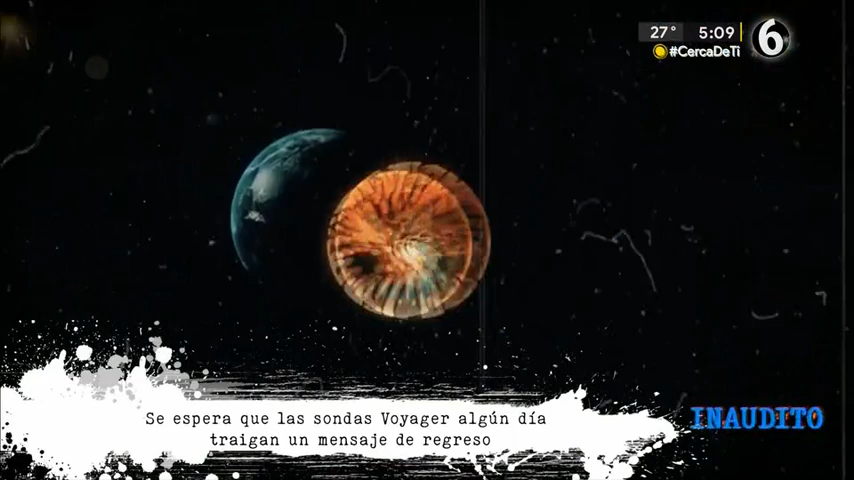 27° 5:09
#CercaDeTi
6
Se espera que las sondas Voyager algún día
traigan un mensaje de regreso
INAUDITO